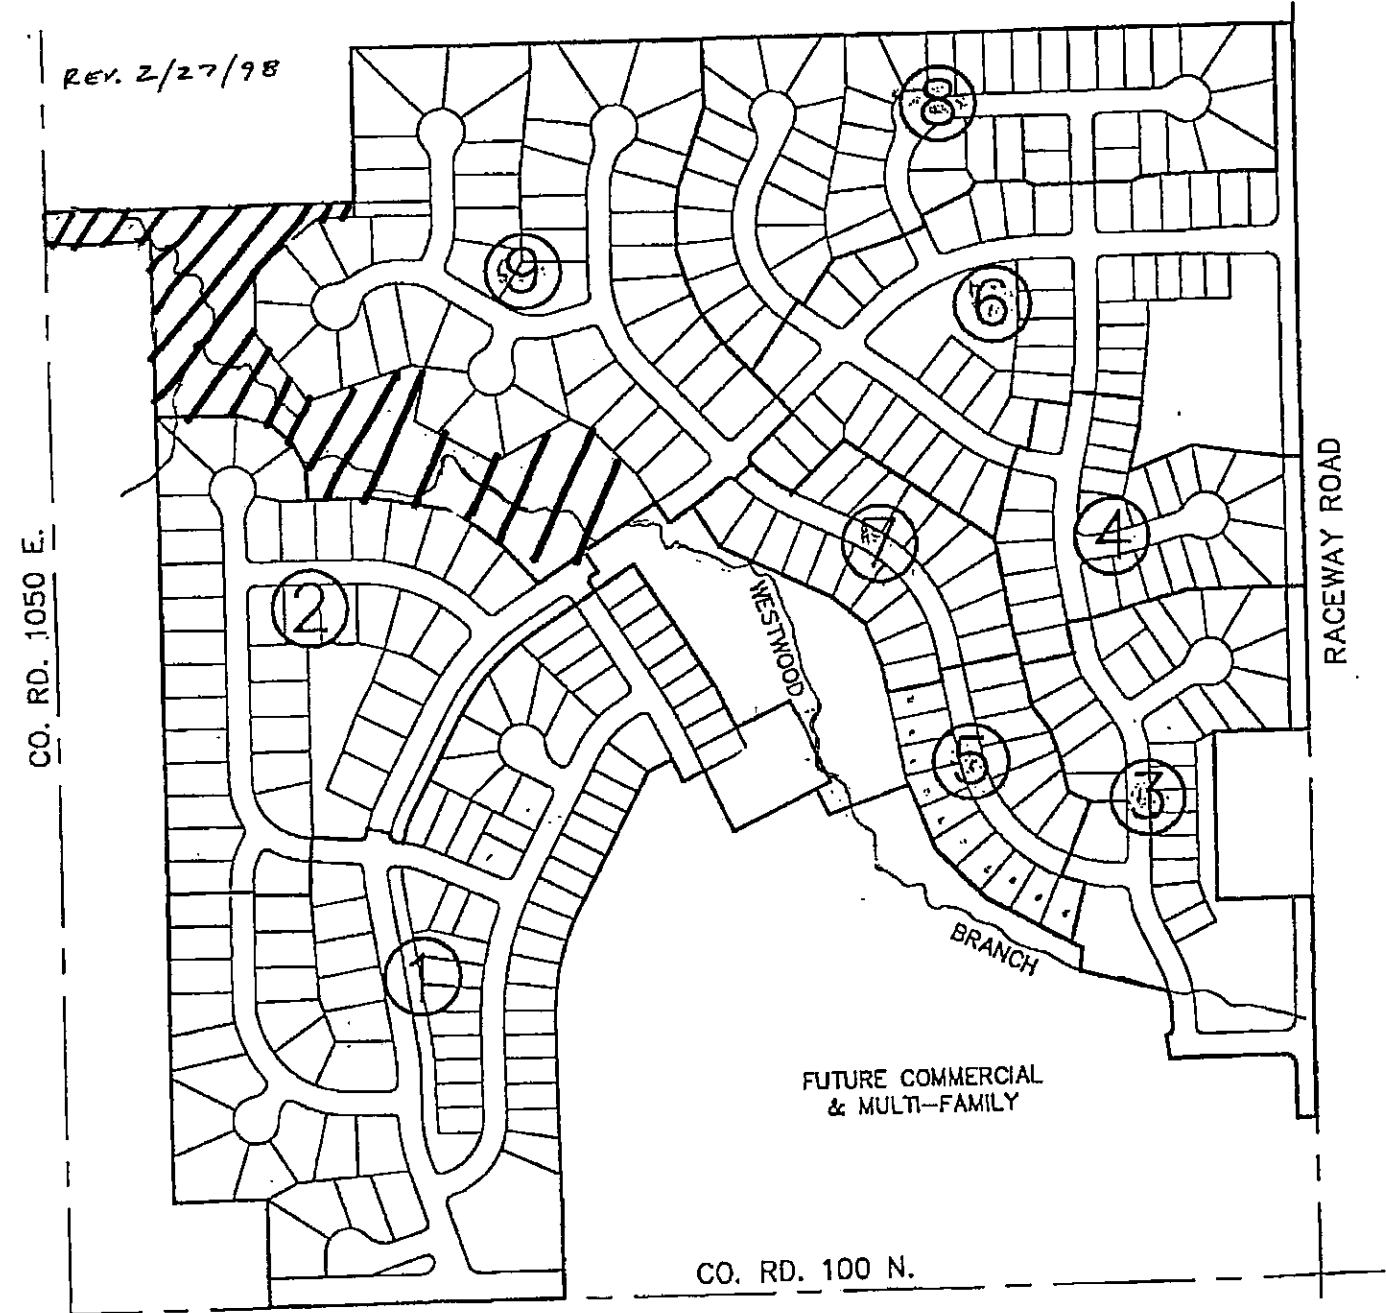 REV. 2/27/98
8
9
6
RACEWAY ROAD
7
4
CO. RD. 1050 E.
2
WESTWOOD
5
3
BRANCH
1
FUTURE COMMERCIAL
& MULTI-FAMILY
CO. RD. 100 N.